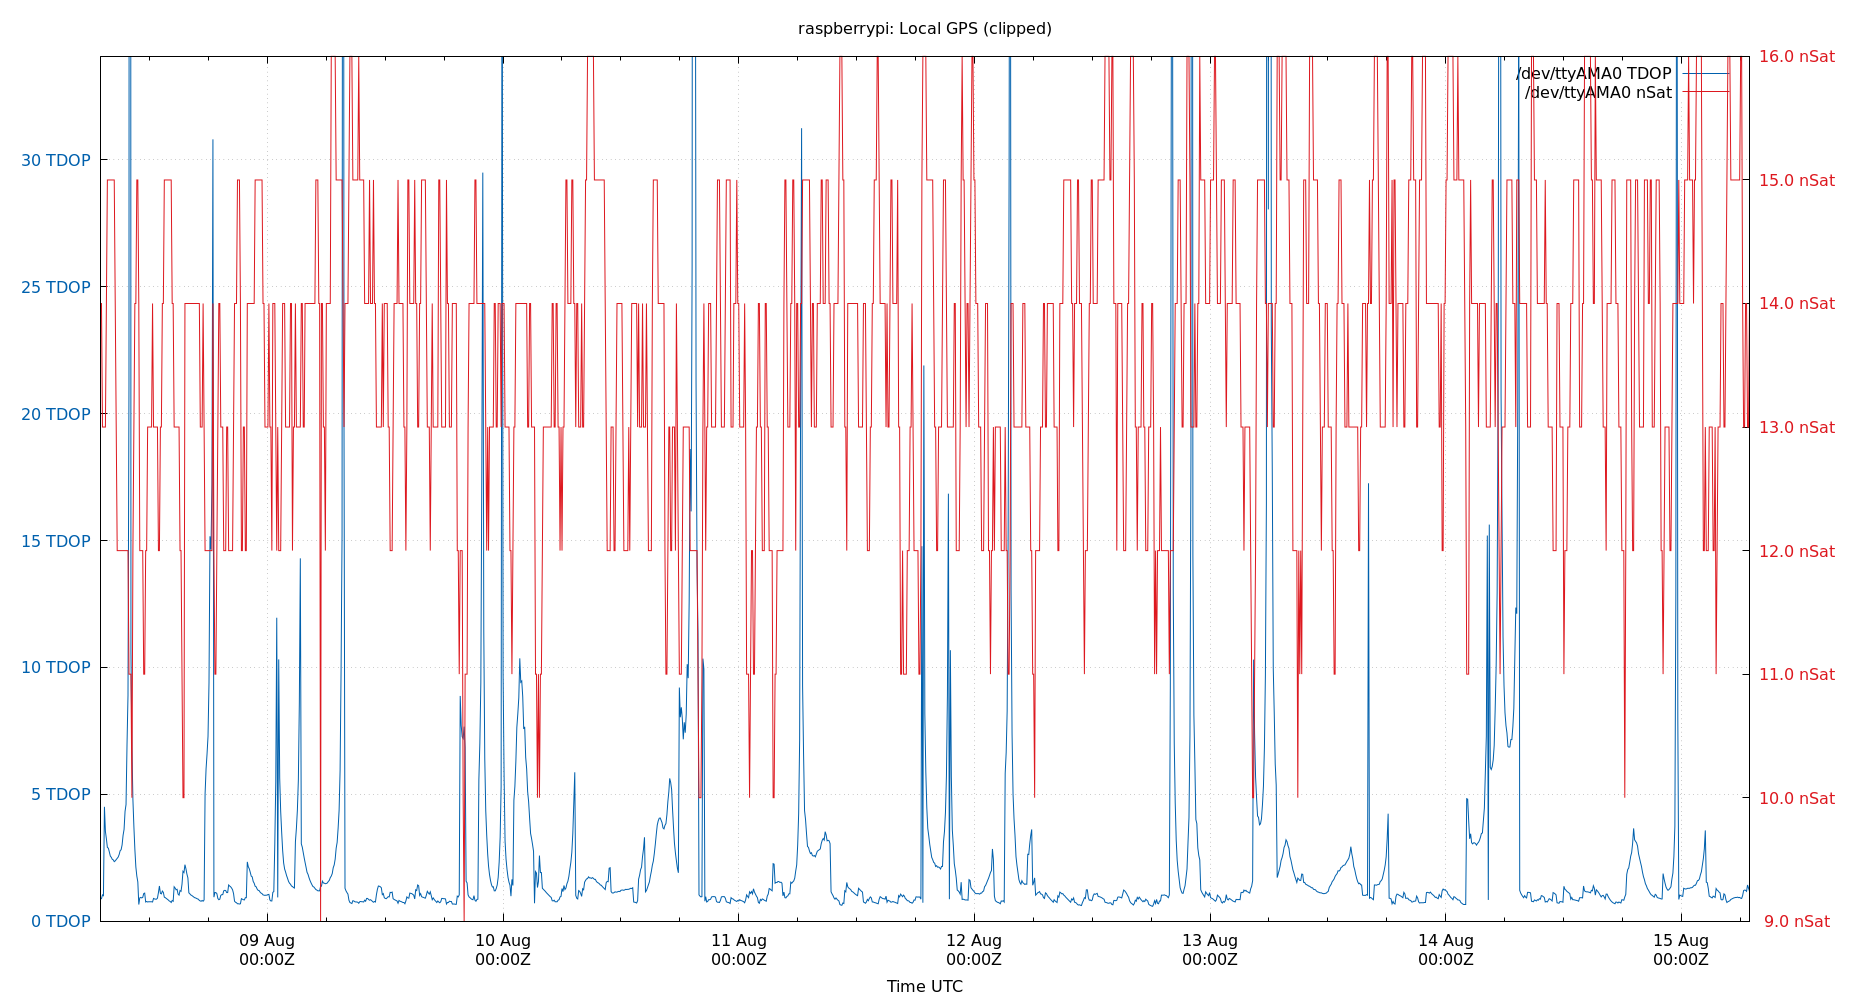 raspberrypi: Local GPS (clipped)
/dev/ttyAMA0 TDOP
/dev/ttyAMA0 nSat
30 TDOP
25 TDOP
20 TDOP
15 TDOP
10 TDOP
5 TDOP
0 TDOP
16.0 nSat
15.0 nSat
14.0 nSat
13.0 nSat
12.0 nSat
11.0 nSat
10.0 nSat
9.0 nSat
09 Aug
00:00Z
10 Aug
00:00Z
11 Aug
00:00Z
12 Aug
00:00Z
13 Aug
00:00Z
14 Aug
00:00Z
15 Aug
00:00Z
Time UTC